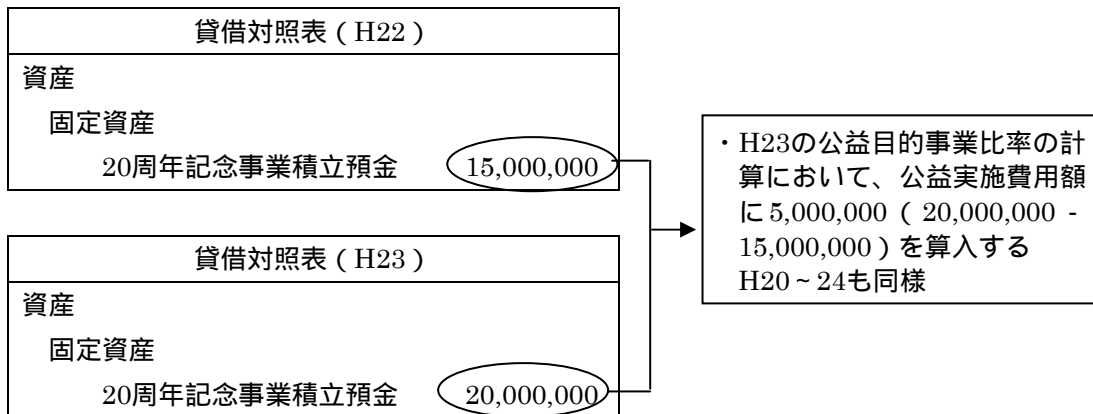 貸借対照表（H22）
資産
固定資産
20周年記念事業積立預金 15,000,000
貸借対照表（H23）
資産
固定資産
20周年記念事業積立預金 20,000,000
・H23の公益目的事業比率の計
算において、公益実施費用額
に5,000,000（20,000,000 -
15,000,000）を算入する
H20~24も同様